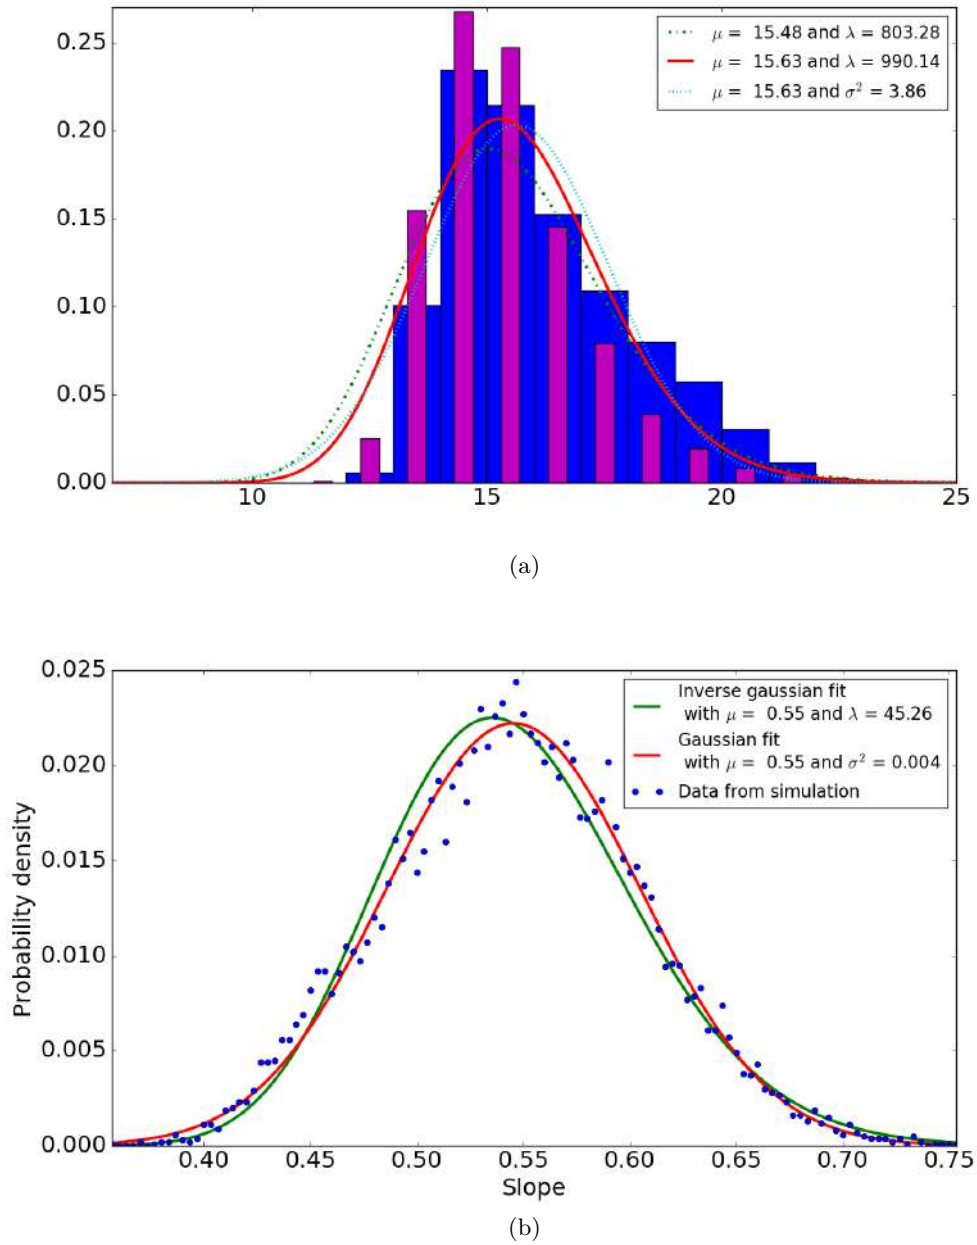 0.25
0.20
0.15
0.10
0.05
0.00
10 15 20 25
μ = 15.48 and λ = 803.28
μ = 15.63 and λ = 990.14
μ = 15.63 and σ² = 3.86
(a)
0.025
0.020
0.015
0.010
0.005
0.000
Probability density
0.40 0.45 0.50 0.55 0.60 0.65 0.70 0.75
Slope
Inverse gaussian fit
with μ = 0.55 and λ = 45.26
Gaussian fit
with μ = 0.55 and σ² = 0.004
Data from simulation
(b)